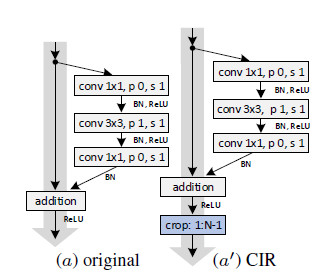 conv 1x1, p 0, s 1
BN, ReLU
conv 3x3, p 1, s 1
BN, ReLU
conv 1x1, p 0, s 1
BN
addition
ReLU
(a) original
conv 1x1, p 0, s 1
BN, ReLU
conv 3x3, p 1, s 1
BN, ReLU
conv 1x1, p 0, s 1
BN
addition
ReLU
crop: 1:N-1
(a′) CIR